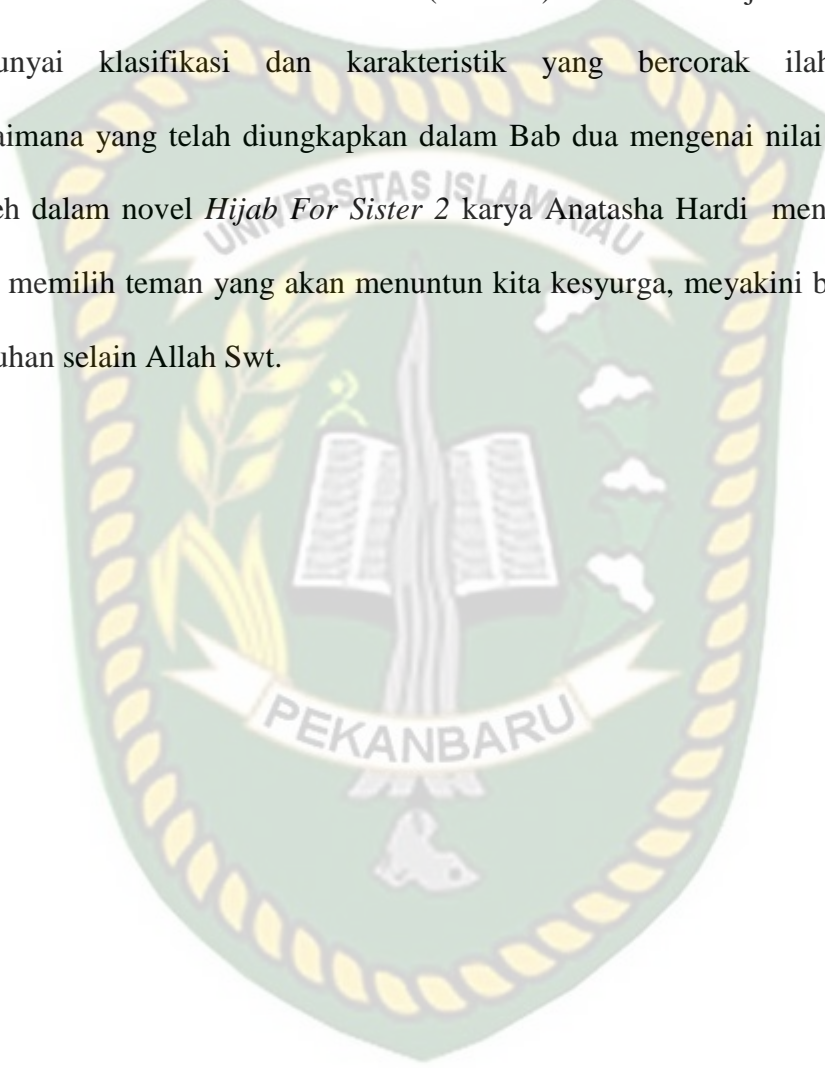 unyai klasifikasi dan karakteristik yang bercorak ilah
aimana yang telah diungkapkan dalam Bab dua mengenai nilai
UNIVERSITAS ISLAM RIAU
eh dalam novel Hijab For Sister 2 karya Anatasha Hardi men
memilih teman yang akan menuntun kita kesyurga, meyakini b
uhan selain Allah Swt.
PEKANBARU